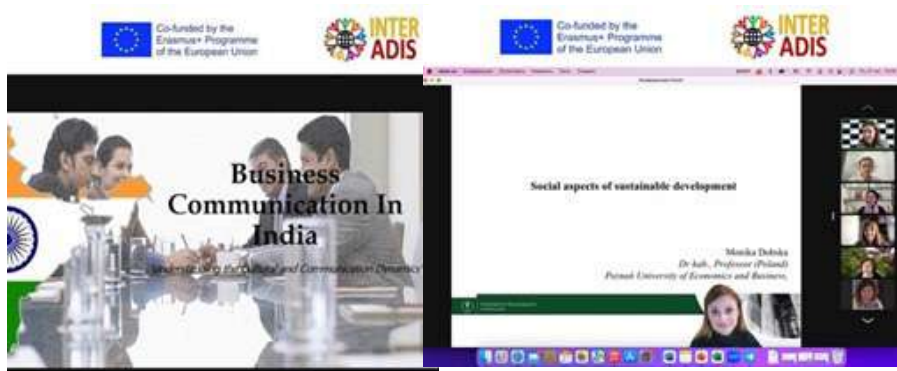 Co-funded by the
Erasmus+ Programme
of the European Union
INTER
ADIS
Business
Communication In
India
Understanding the Cultural and Communication Dynamics
Co-funded by the
Erasmus+ Programme
of the European Union
INTER
ADIS
Social aspects of sustainable development
Monika Dobska
Dr hab., Professor (Poland)
Poznań University of Economics and Business,